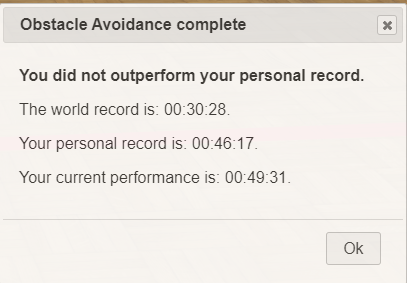 Obstacle Avoidance complete
You did not outperform your personal record.
The world record is: 00:30:28.
Your personal record is: 00:46:17.
Your current performance is: 00:49:31.
Ok